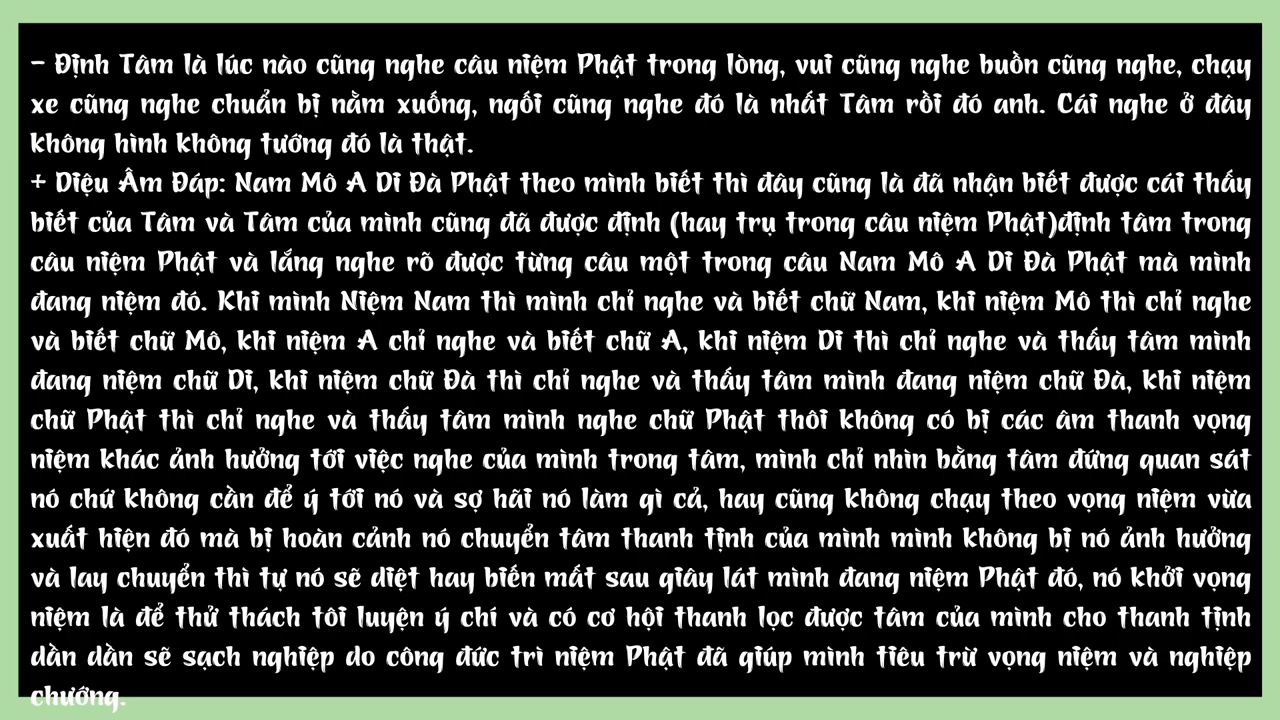 – Định Tâm là lúc nào cũng nghe câu niệm Phật trong lòng, vui cũng nghe buồn cũng nghe, chạy
xe cũng nghe chuẩn bị nằm xuống, ngối cũng nghe đó là nhất Tâm rồi đó anh. Cái nghe ở đây
không hình không tướng đó là thật.
+ Diệu Âm Đáp: Nam Mô A Di Đà Phật theo mình biết thì đây cũng là đã nhận biết được cái thấy
biết của Tâm và Tâm của mình cũng đã được định (hay trụ trong câu niệm Phật)định tâm trong
câu niệm Phật và lắng nghe rõ được từng câu một trong câu Nam Mô A Di Đà Phật mà mình
đang niệm đó. Khi mình Niệm Nam thì mình chỉ nghe và biết chữ Nam, khi niệm Mô thì chỉ nghe
và biết chữ Mô, khi niệm A chỉ nghe và biết chữ A, khi niệm Di thì chỉ nghe và thấy tâm mình
đang niệm chữ Di, khi niệm chữ Đà thì chỉ nghe và thấy tâm mình đang niệm chữ Đà, khi niệm
chữ Phật thì chỉ nghe và thấy tâm mình nghe chữ Phật thôi không có bị các âm thanh vọng
niệm khác ảnh hưởng tới việc nghe của mình trong tâm, mình chỉ nhìn bằng tâm đứng quan sát
nó chứ không cần để ý tới nó và sợ hãi nó làm gì cả, hay cũng không chạy theo vọng niệm vừa
xuất hiện đó mà bị hoàn cảnh nó chuyển tâm thanh tịnh của mình mình không bị nó ảnh hưởng
và lay chuyển thì tự nó sẽ diệt hay biến mất sau giây lát mình đang niệm Phật đó, nó khởi vọng
niệm là để thử thách tôi luyện ý chí và có cơ hội thanh lọc được tâm của mình cho thanh tịnh
dần dần sẽ sạch nghiệp do công đức trì niệm Phật đã giúp mình tiêu trừ vọng niệm và nghiệp
chướng.